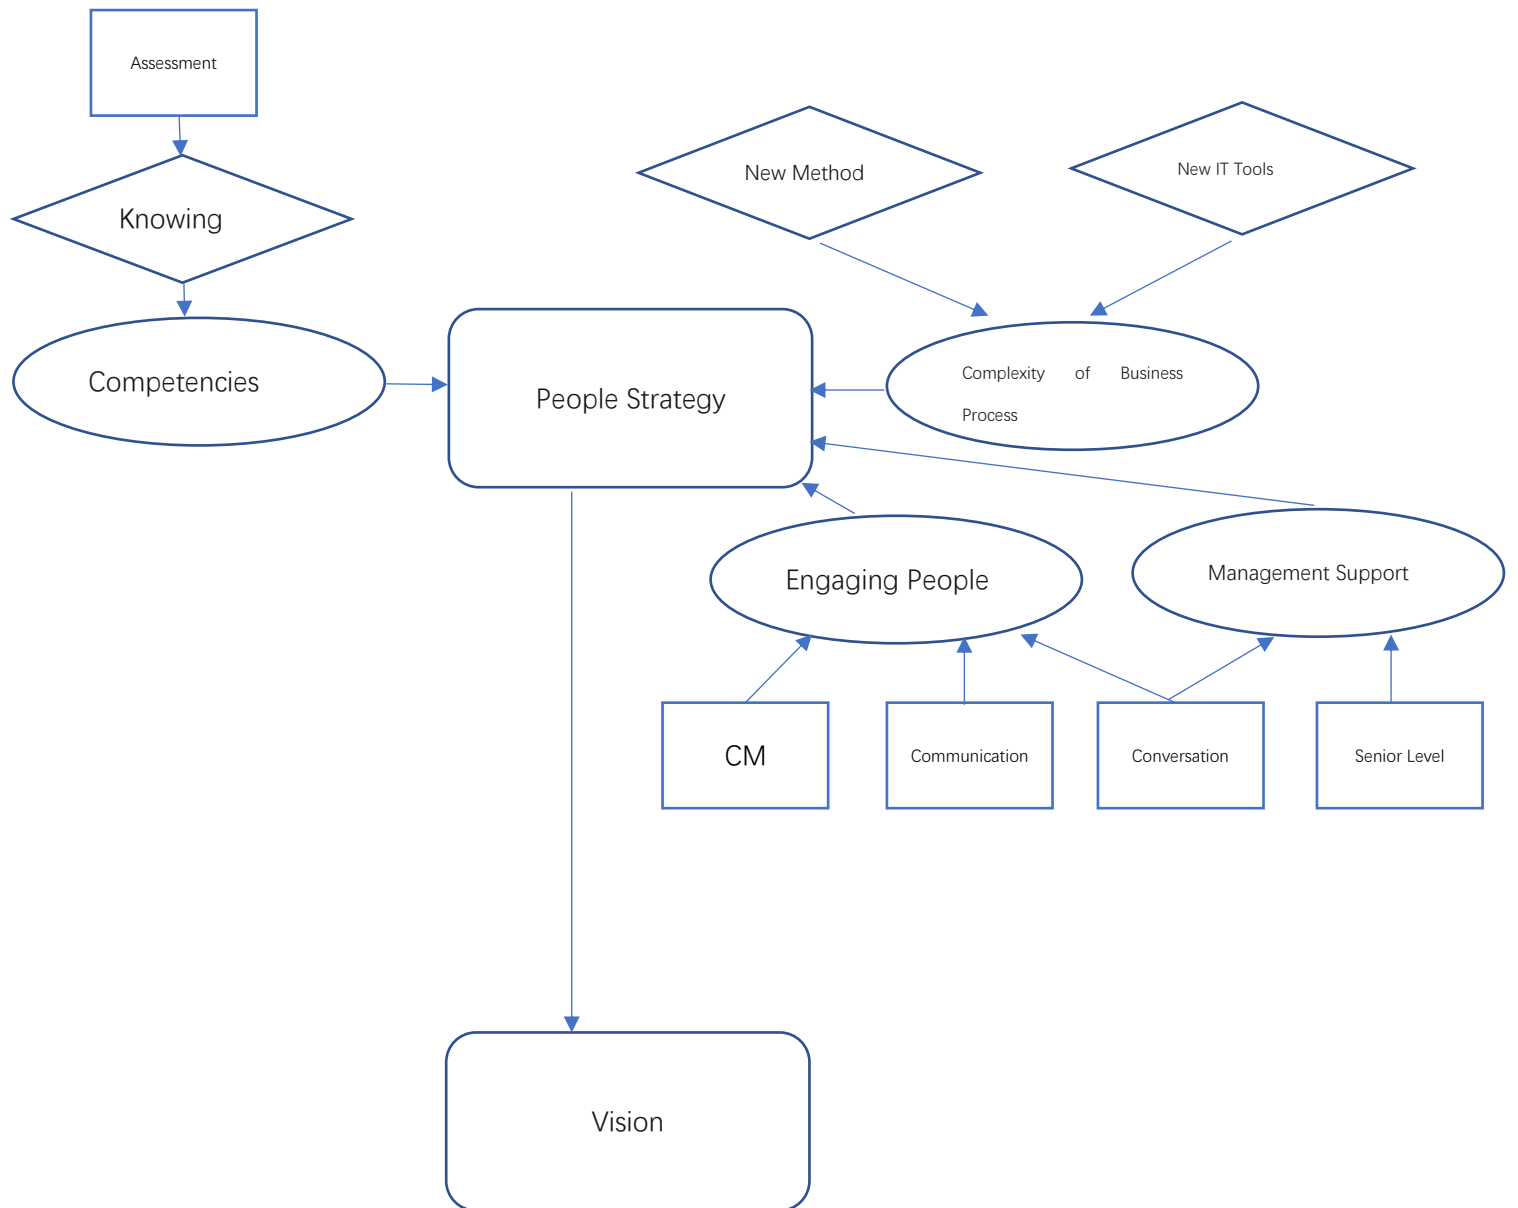 Assessment
New Method
New IT Tools
Knowing
Competencies
People Strategy
Complexity of Business
Process
Engaging People
Management Support
CM
Communication
Conversation
Senior Level
Vision